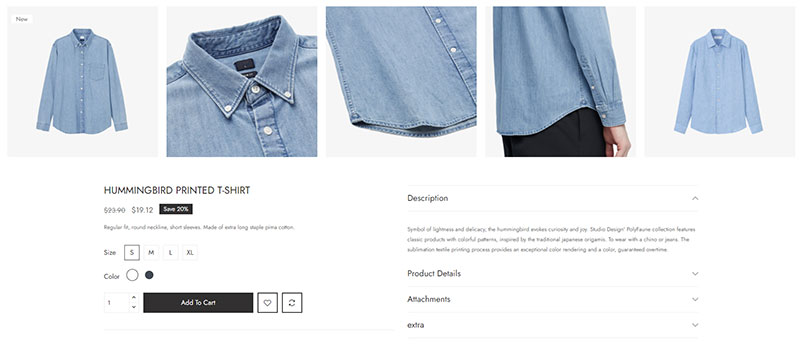 New
HUMMINGBIRD PRINTED T-SHIRT
$23.90 $19.12 Save 20%
Regular fit, round neckline, short sleeves. Made of extra long staple pima cotton.
Size S M L XL
Color
1 Add To Cart
Description
Symbol of lightness and delicacy, the hummingbird evokes curiosity and joy. Studio Design' PolyFaune collection features
classic products with colorful patterns, inspired by the traditional japanese origamis. To wear with a chino or jeans. The
sublimation textile printing process provides an exceptional color rendering and a color, guaranteed overtime.
Product Details
Attachments
extra